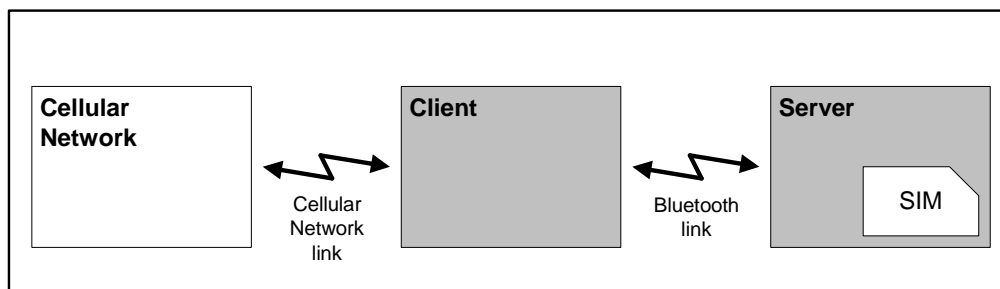 Cellular
Network
Client
Server
Cellular
Network
link
Bluetooth
link
SIM